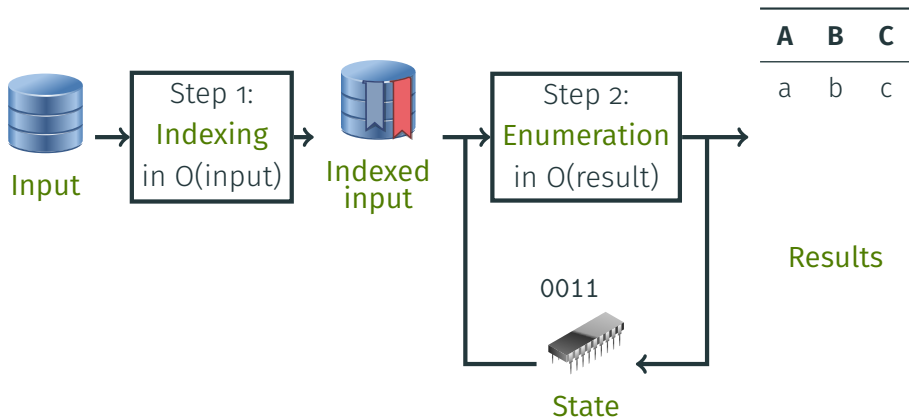 A B C
a b c
Step 1:
Indexing
in O(input)
Input
Indexed
input
Step 2:
Enumeration
in O(result)
Results
0011
State